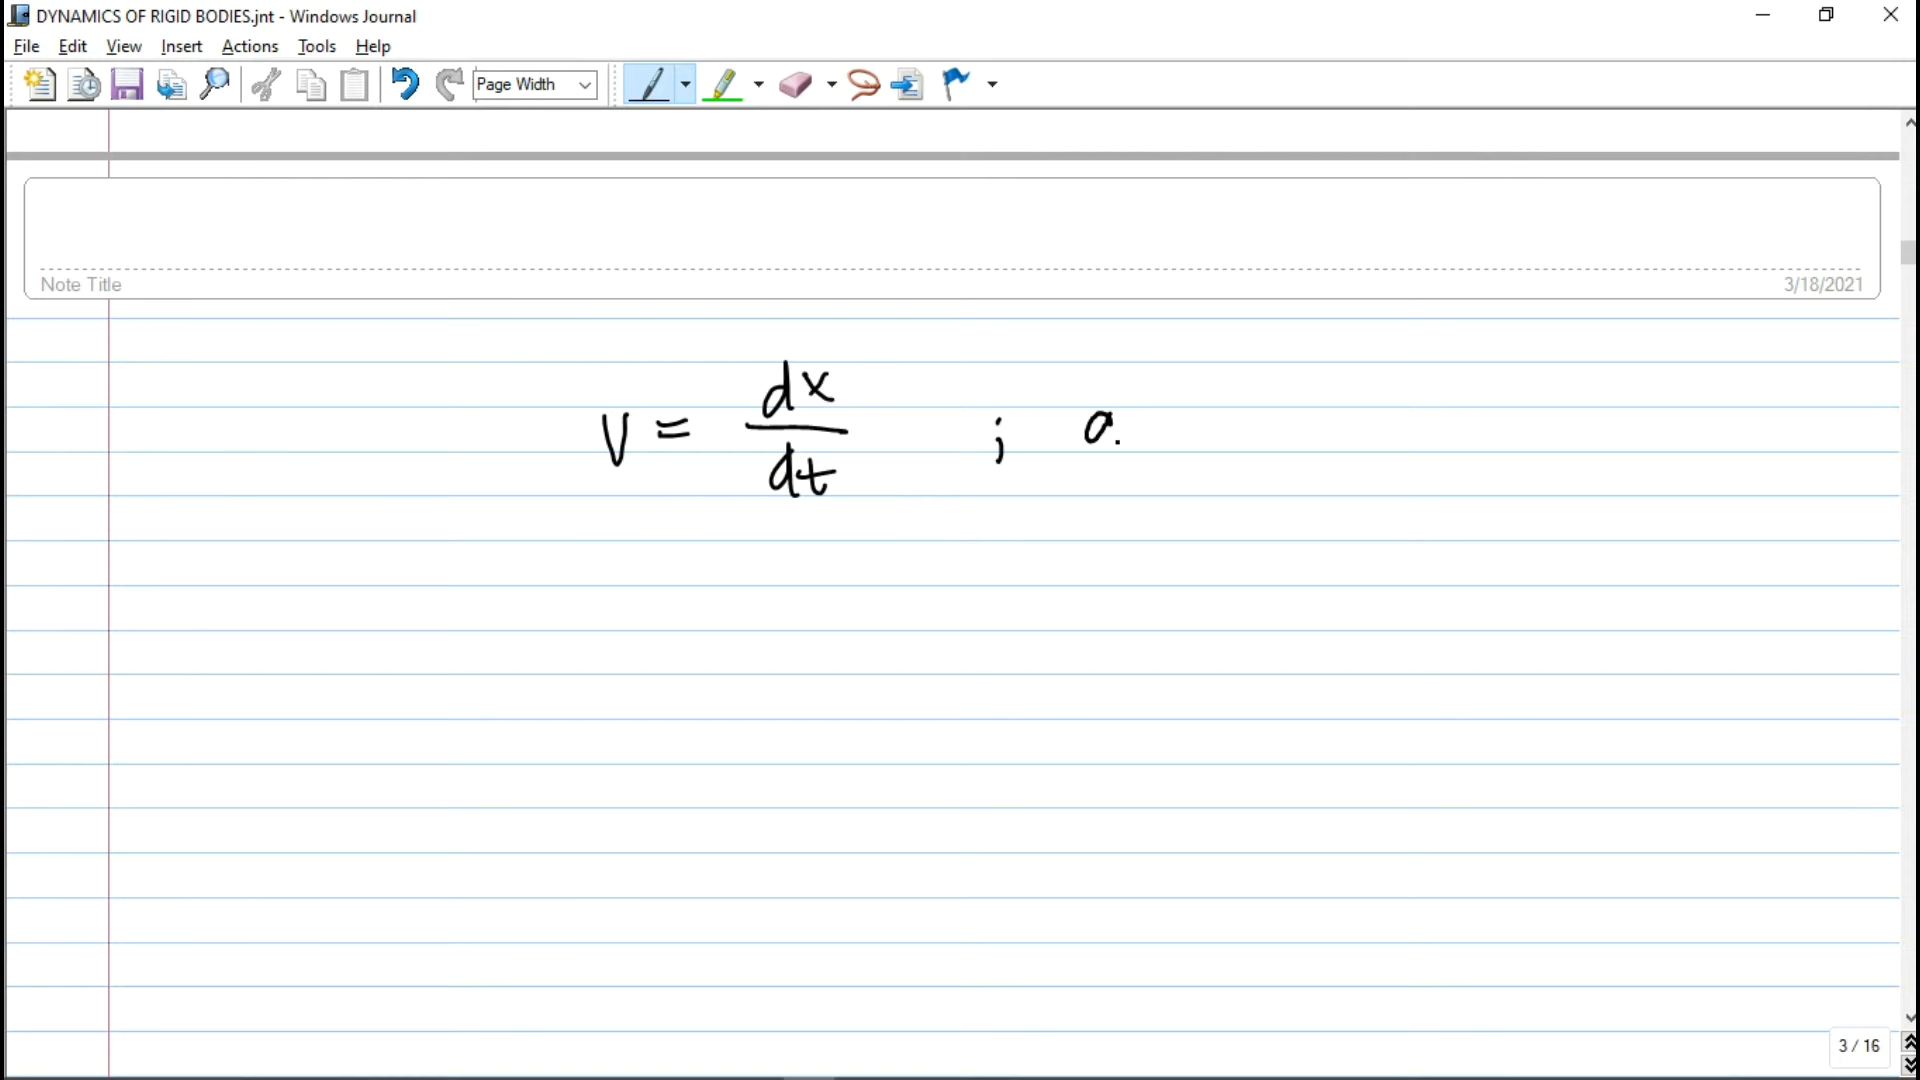 DYNAMICS OF RIGID BODIES.jnt - Windows Journal
File Edit View Insert Actions Tools Help
Page Width
Note Title 3/18/2021
V = dx/dt ; a
3 / 16